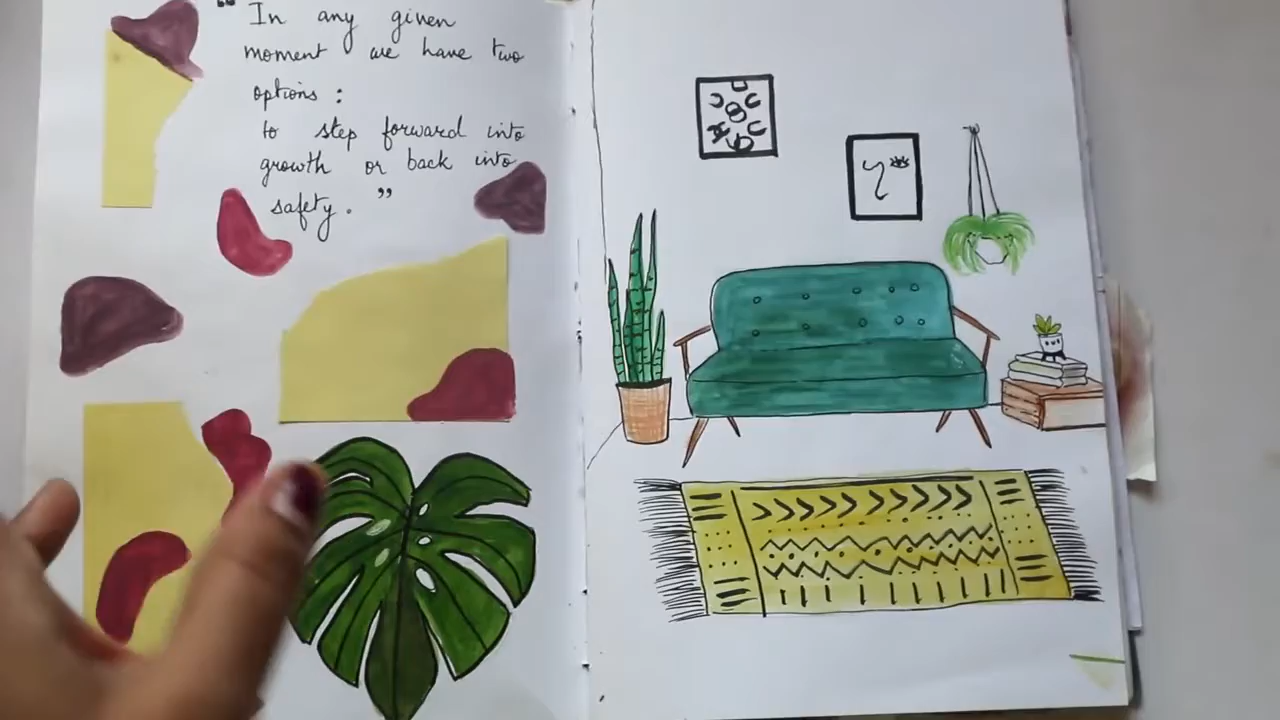 “ In any given
moment we have two
options :
to step forward into
growth or back into
safety. ”